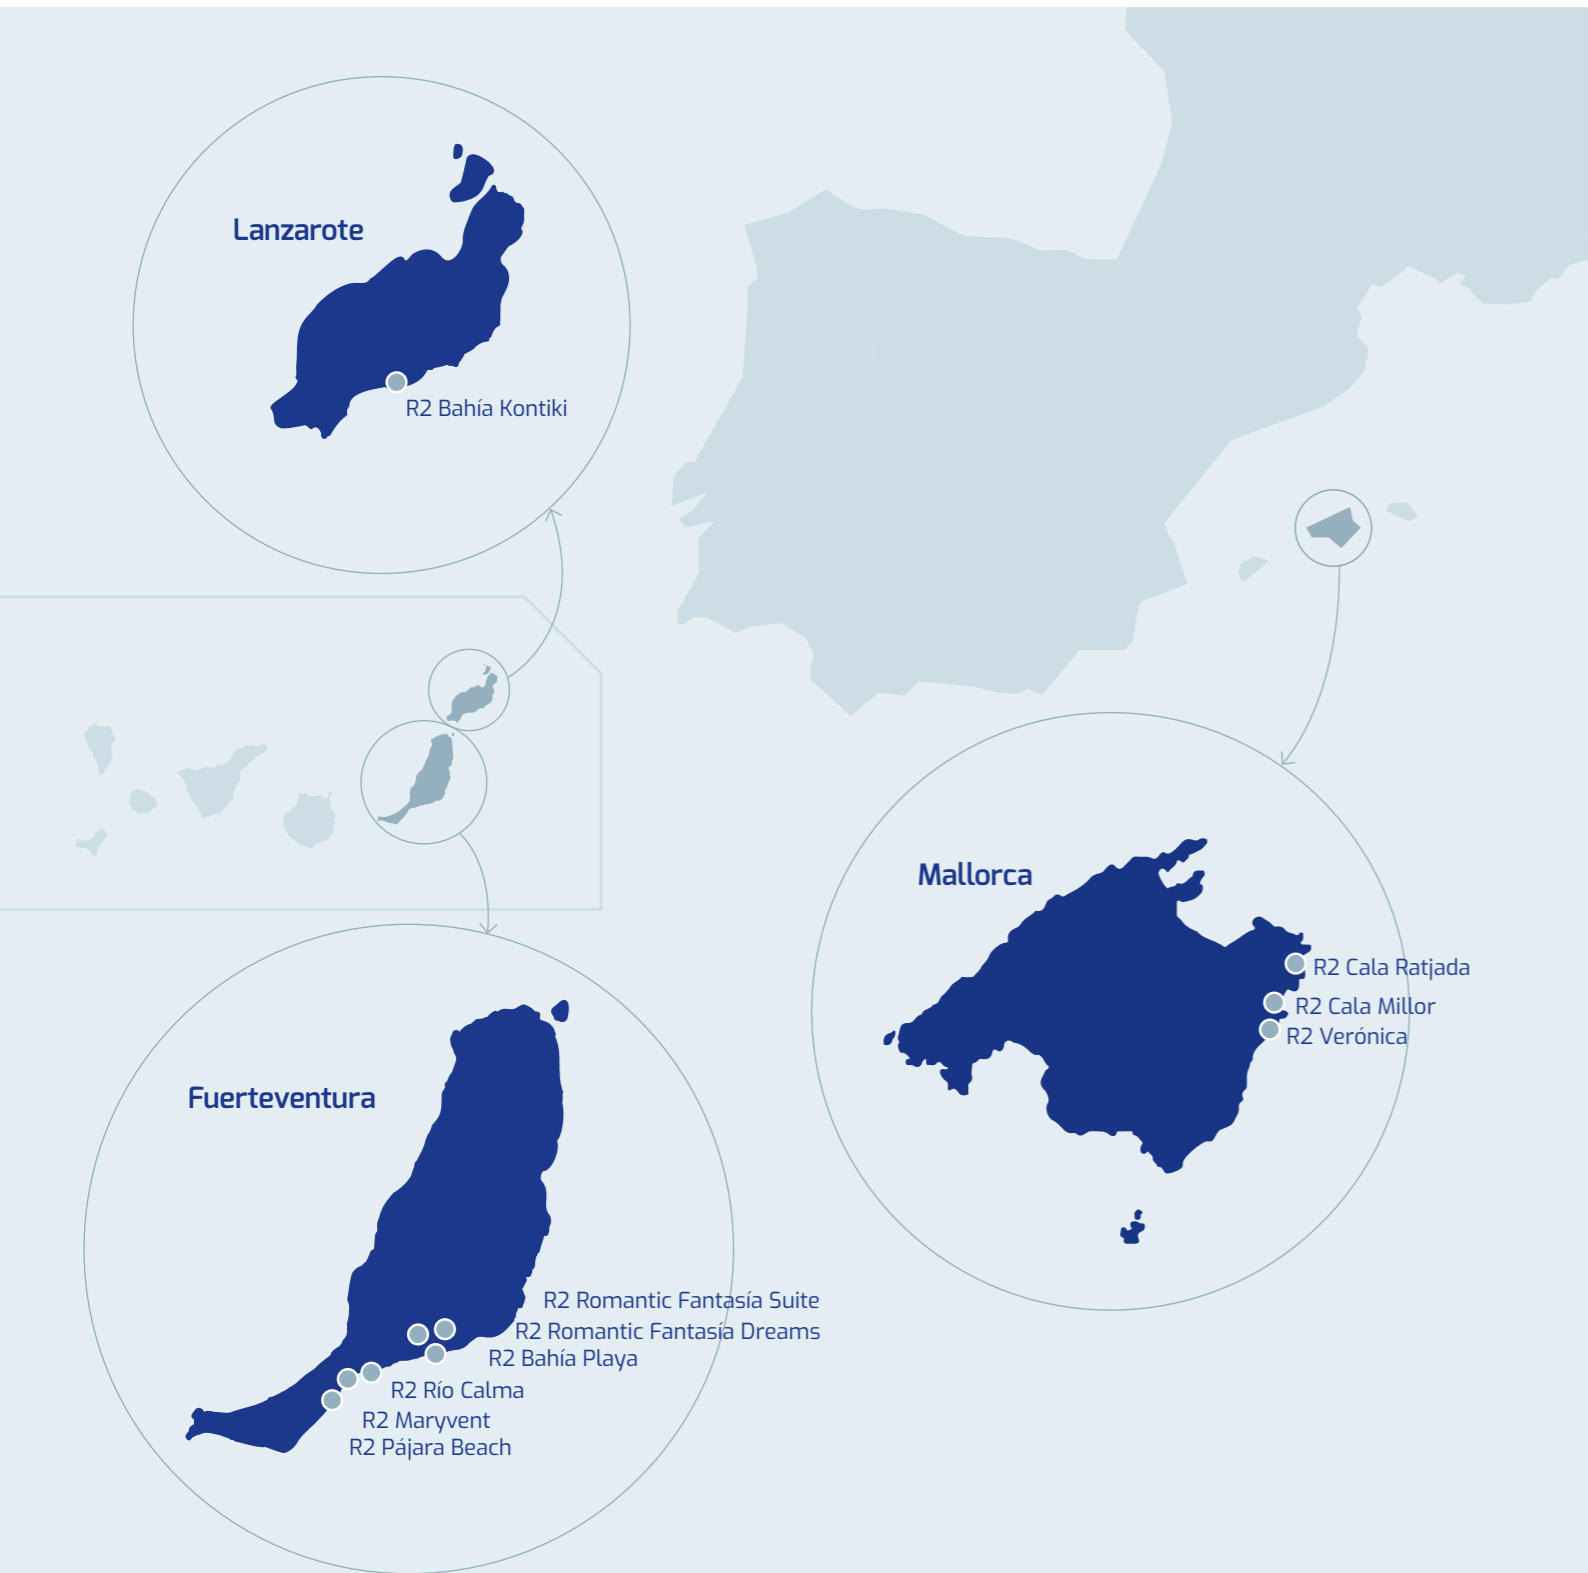 Lanzarote
R2 Bahía Kontiki
Mallorca
R2 Cala Ratjada
R2 Cala Millor
R2 Verónica
Fuerteventura
R2 Romantic Fantasía Suite
R2 Romantic Fantasía Dreams
R2 Bahía Playa
R2 Río Calma
R2 Maryvent
R2 Pájara Beach